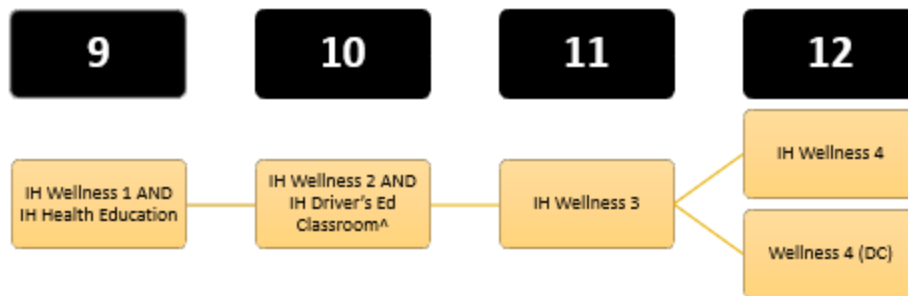 9
10
11
12
IH Wellness 1 AND
IH Health Education
IH Wellness 2 AND
IH Driver's Ed
Classroom^
IH Wellness 3
IH Wellness 4
Wellness 4 (DC)